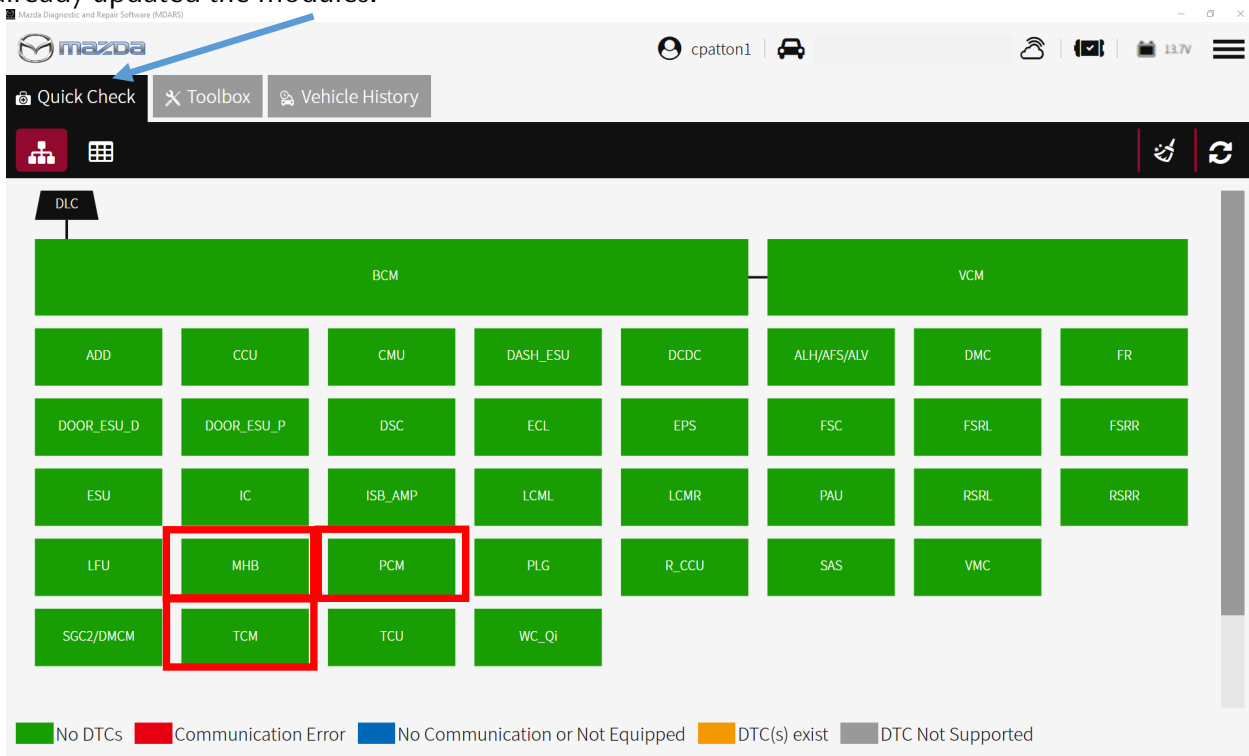 already updated the modules.
Mazda Diagnostic and Repair Software (MDARS)
mazda cpatton1 13.7V
Quick Check Toolbox Vehicle History
DLC
BCM VCM
ADD CCU CMU DASH_ESU DCDC ALH/AFS/ALV DMC FR
DOOR_ESU_D DOOR_ESU_P DSC ECL EPS FSC FSRL FSRR
ESU IC ISB_AMP LCML LCMR PAU RSRL RSRR
LFU MHB PCM PLG R_CCU SAS VMC
SGC2/DMCM TCM TCU WC_Qi
No DTCs Communication Error No Communication or Not Equipped DTC(s) exist DTC Not Supported